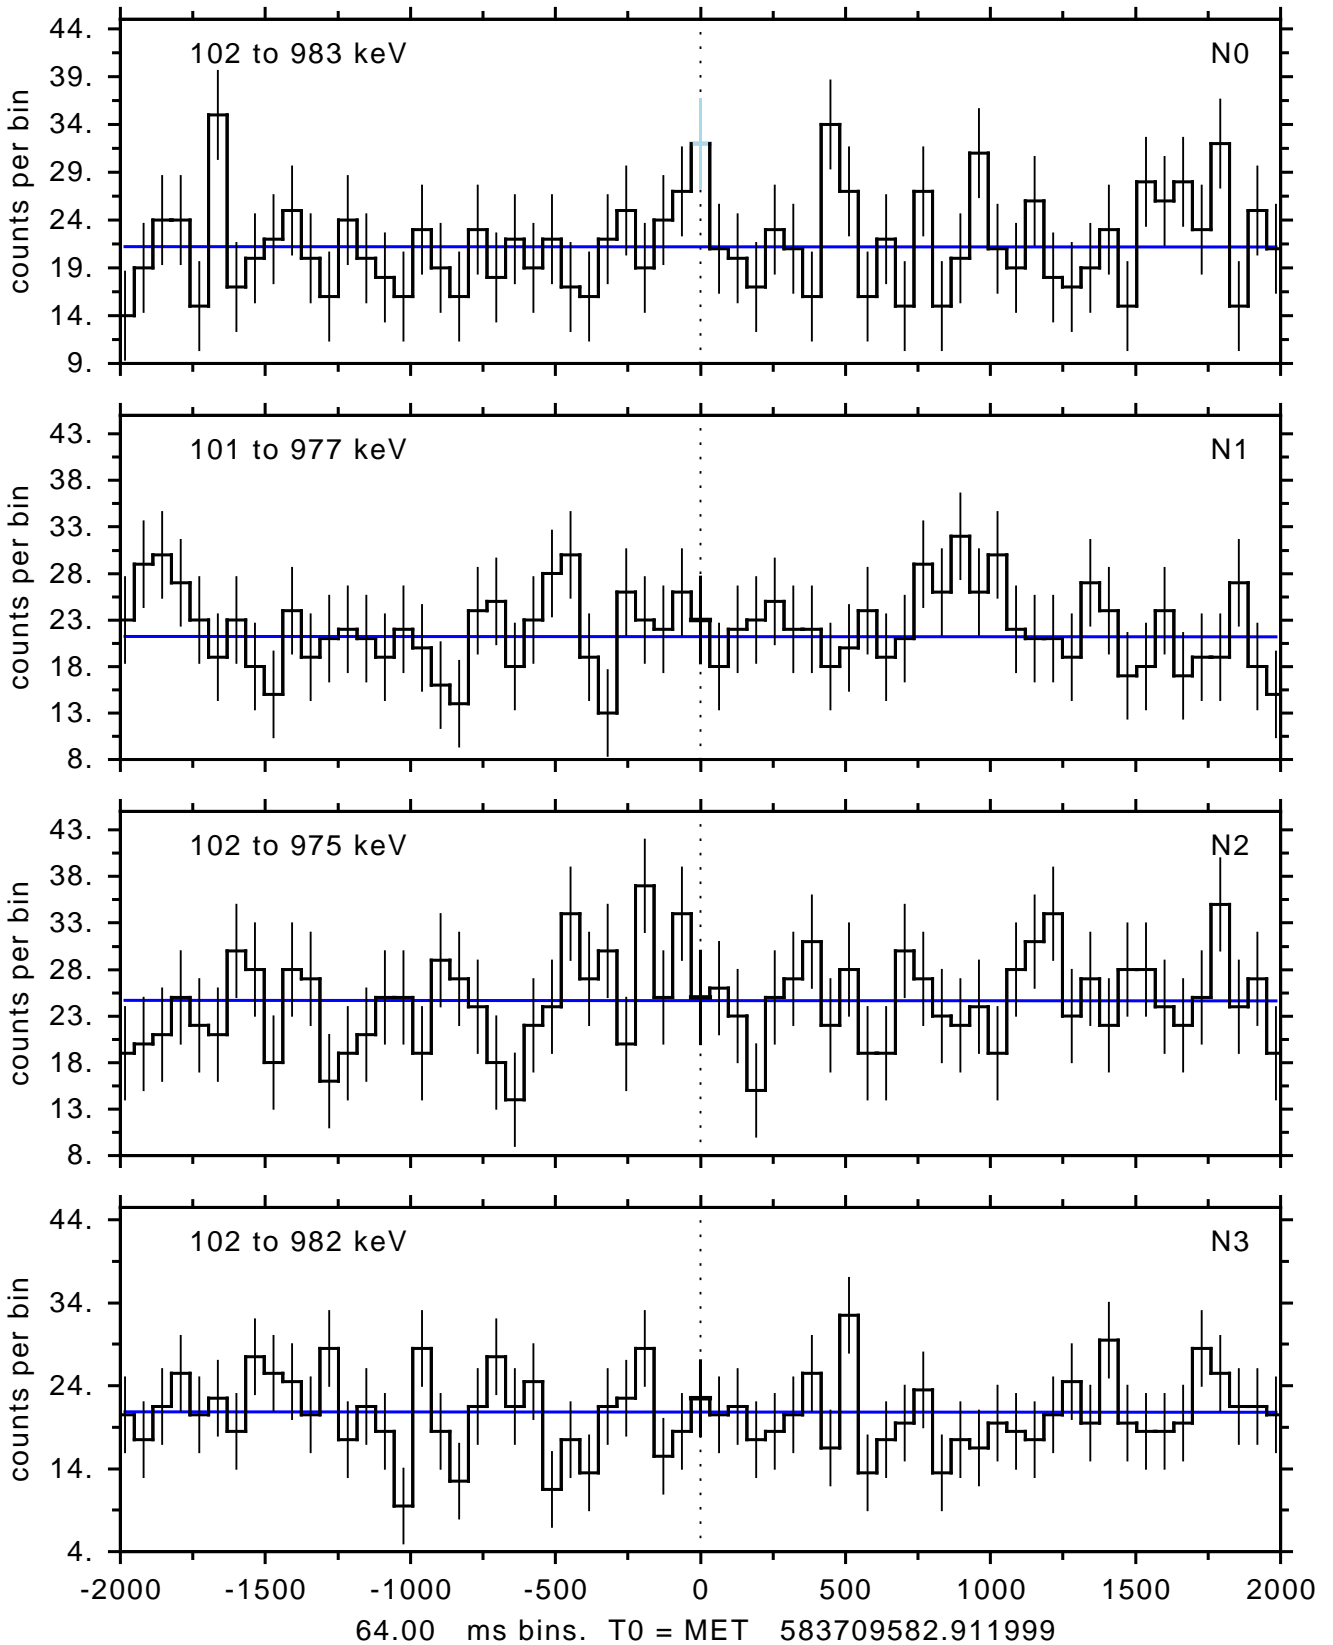 102 to 983 keV N0
44.
39.
34.
29.
24.
19.
14.
9.
counts per bin
101 to 977 keV N1
43.
38.
33.
28.
23.
18.
13.
8.
counts per bin
102 to 975 keV N2
43.
38.
33.
28.
23.
18.
13.
8.
counts per bin
102 to 982 keV N3
44.
34.
24.
14.
4.
counts per bin
-2000 -1500 -1000 -500 0 500 1000 1500 2000
64.00 ms bins. T0 = MET 583709582.911999